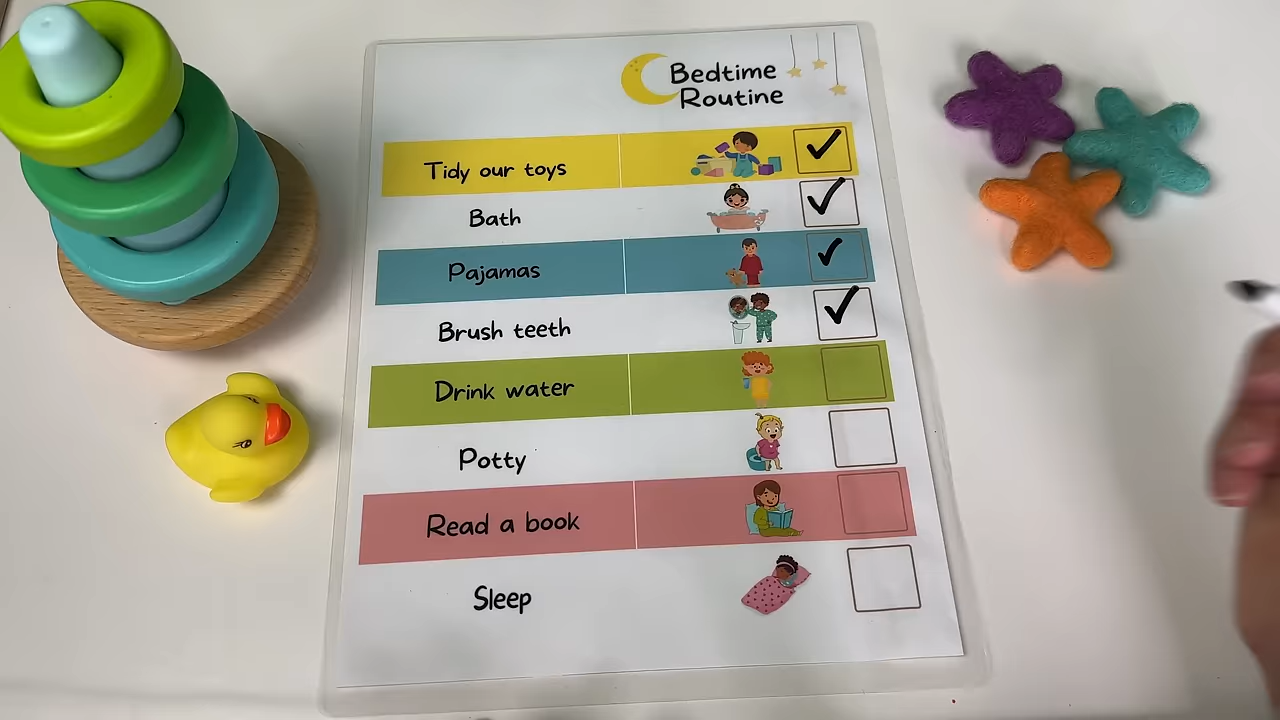 Bedtime
Routine
Tidy our toys
Bath
Pajamas
Brush teeth
Drink water
Potty
Read a book
Sleep